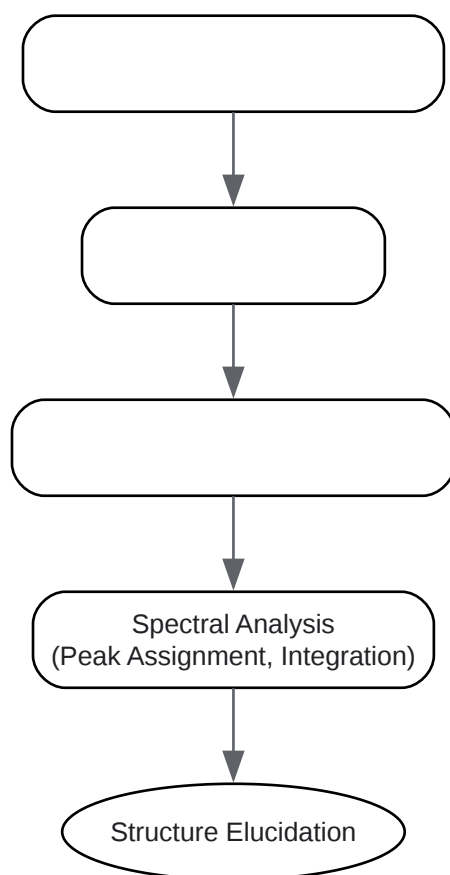 Spectral Analysis
(Peak Assignment, Integration)
Structure Elucidation